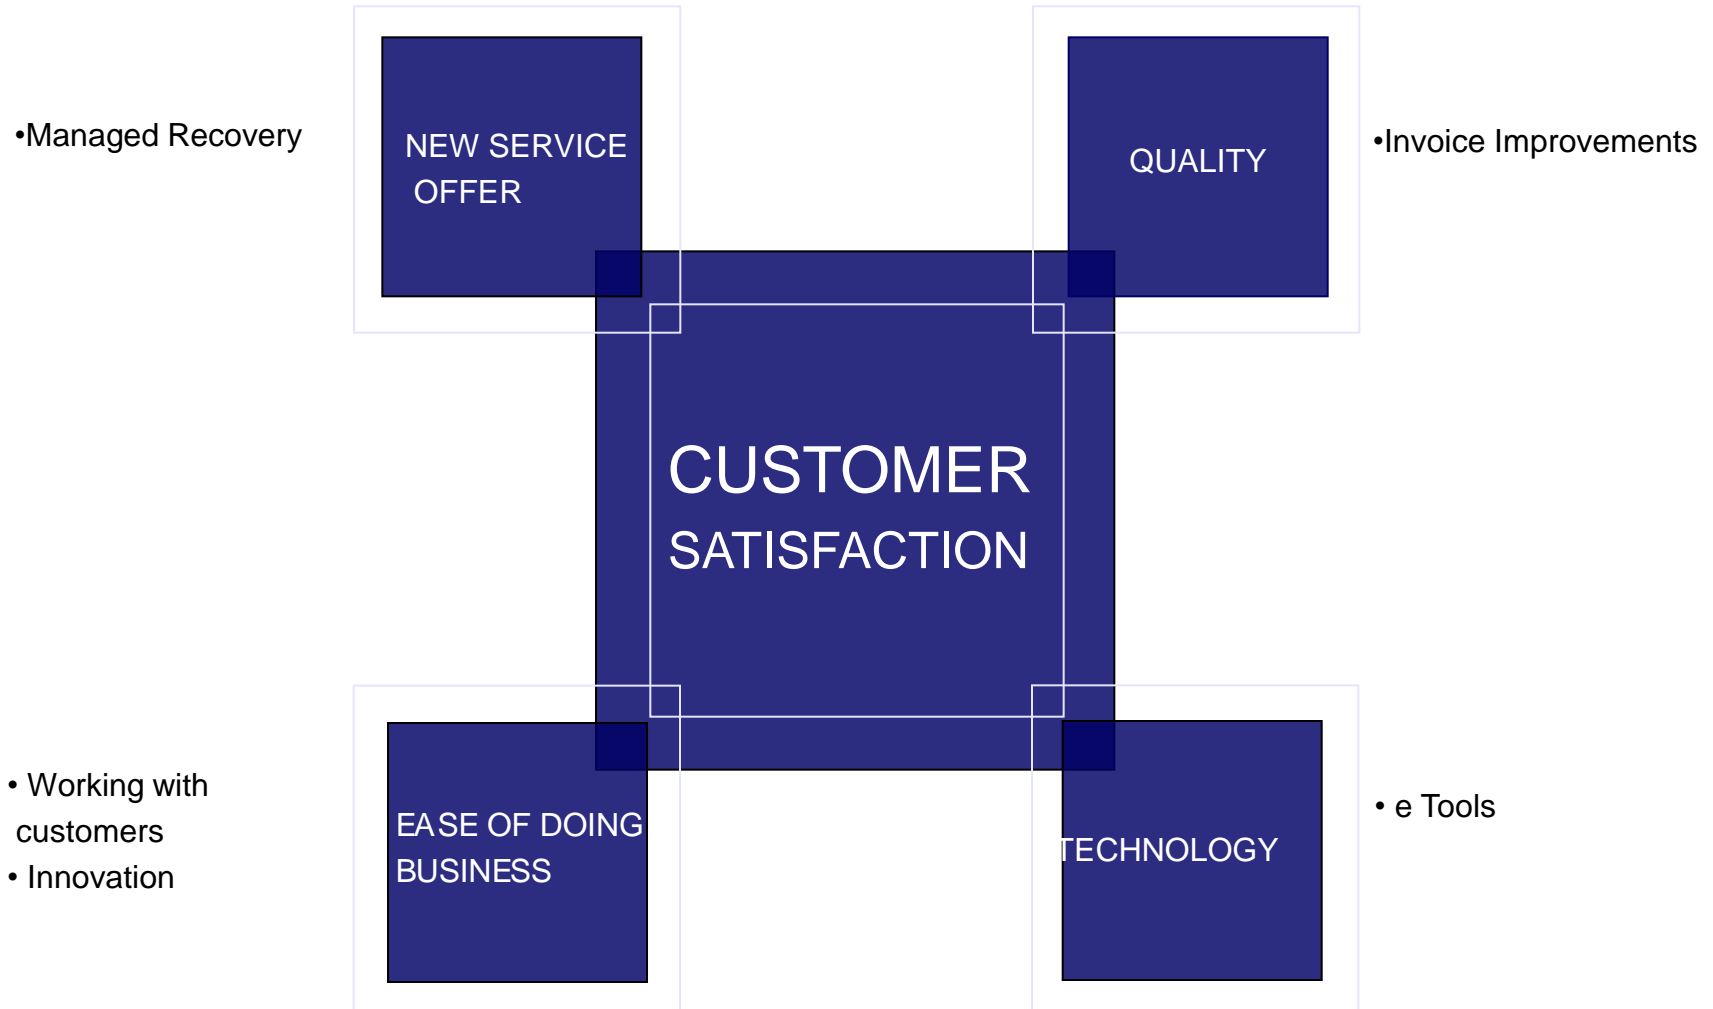 •Managed Recovery
NEW SERVICE
OFFER
QUALITY
•Invoice Improvements
CUSTOMER
SATISFACTION
• Working with
customers
• Innovation
EASE OF DOING
BUSINESS
TECHNOLOGY
• e Tools